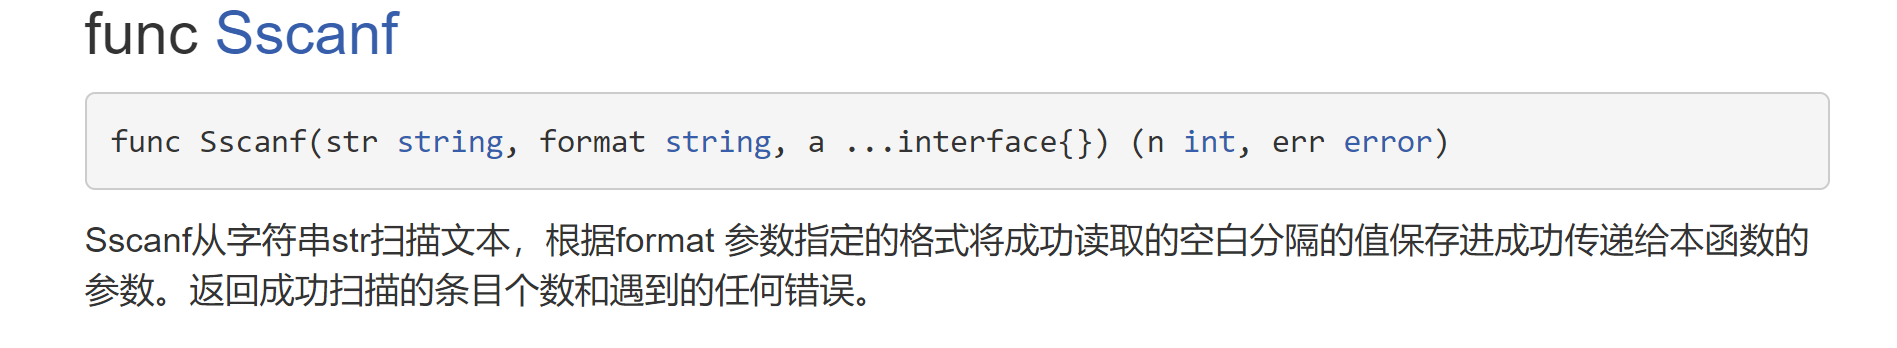 func Sscanf
func Sscanf(str string, format string, a ...interface{}) (n int, err error)
Sscanf从字符串str扫描文本，根据format 参数指定的格式将成功读取的空白分隔的值保存进成功传递给本函数的
参数。返回成功扫描的条目个数和遇到的任何错误。